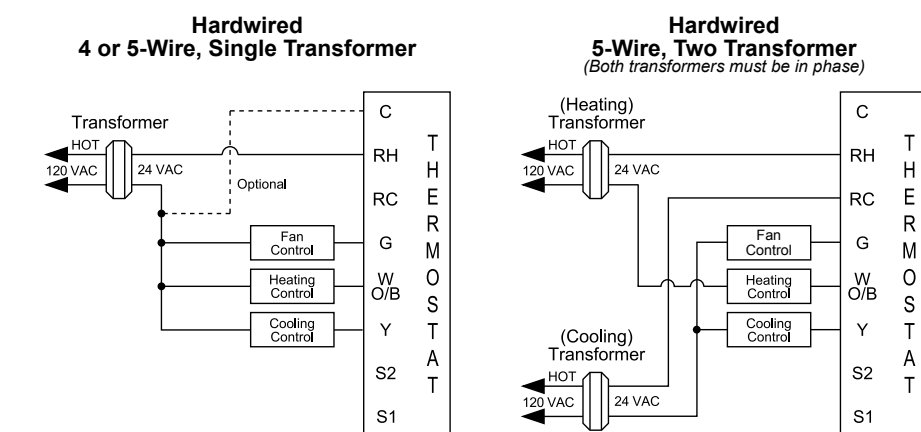 Hardwired
4 or 5-Wire, Single Transformer
Transformer
HOT
120 VAC
24 VAC
Optional
Fan
Control
Heating
Control
Cooling
Control
C
RH
RC
G
W
O/B
Y
S2
S1
THERMOSTAT
Hardwired
5-Wire, Two Transformer
(Both transformers must be in phase)
(Heating)
Transformer
HOT
120 VAC
24 VAC
Fan
Control
Heating
Control
Cooling
Control
(Cooling)
Transformer
HOT
120 VAC
24 VAC
C
RH
RC
G
W
O/B
Y
S2
S1
THERMOSTAT